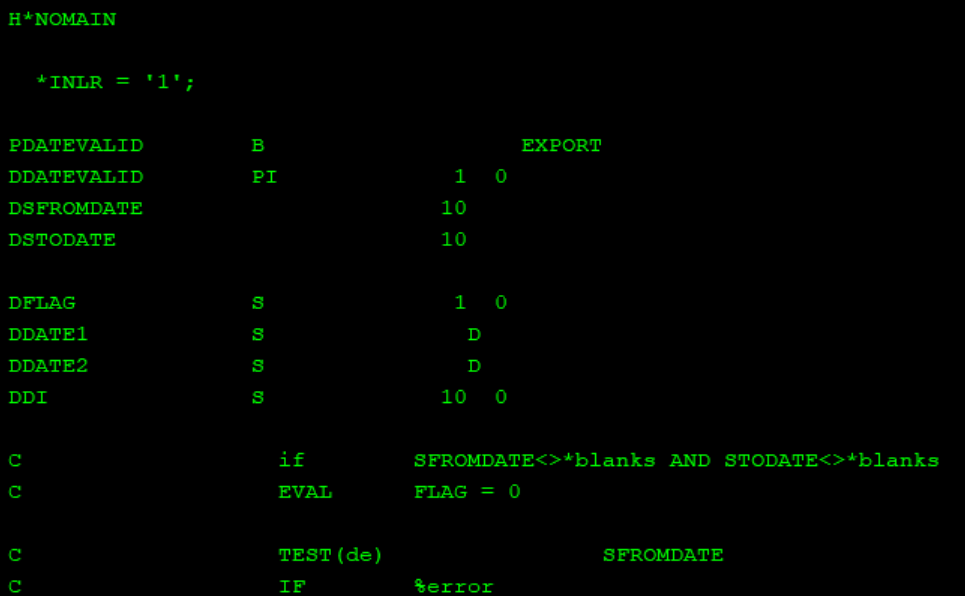 H*NOMAIN
*INLR = '1';
PDATEVALID B EXPORT
DDATEVALID PI 1 0
DSFROMDATE 10
DSTODATE 10
DFLAG S 1 0
DDATE1 S D
DDATE2 S D
DDI S 10 0
C if SFROMDATE<>*blanks AND STODATE<>*blanks
C EVAL FLAG = 0
C TEST(de) SFROMDATE
C IF %error